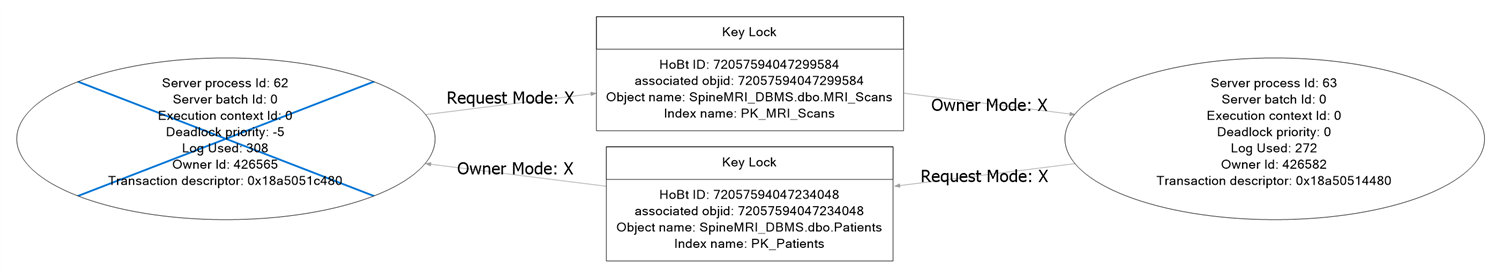 Server process Id: 62
Server batch Id: 0
Execution context Id: 0
Deadlock priority: -5
Log Used: 308
Owner Id: 426565
Transaction descriptor: 0x18a5051c480
Request Mode: X
Owner Mode: X
Key Lock
HoBt ID: 72057594047299584
associated objid: 72057594047299584
Object name: SpineMRI_DBMS.dbo.MRI_Scans
Index name: PK_MRI_Scans
Key Lock
HoBt ID: 72057594047234048
associated objid: 72057594047234048
Object name: SpineMRI_DBMS.dbo.Patients
Index name: PK_Patients
Owner Mode: X
Request Mode: X
Server process Id: 63
Server batch Id: 0
Execution context Id: 0
Deadlock priority: 0
Log Used: 272
Owner Id: 426582
Transaction descriptor: 0x18a50514480